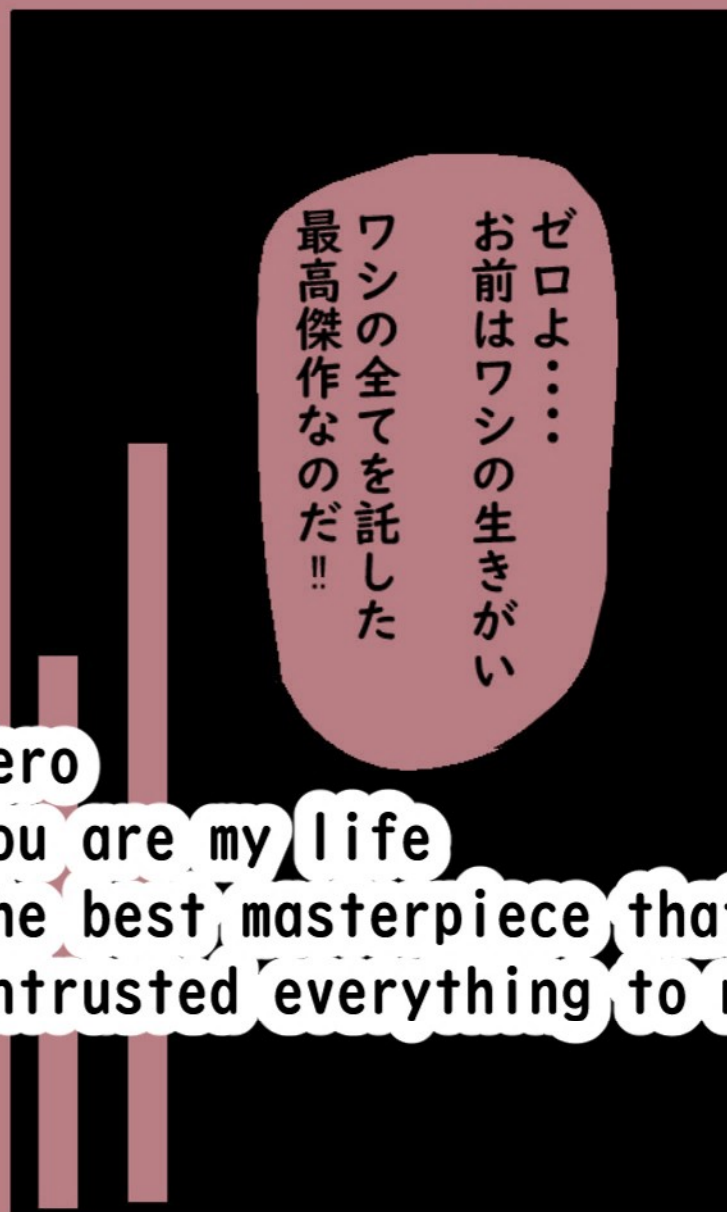 ゼロよ‥‥
お前はワシの生きがい
ワシの全てを託した
最高傑作なのだ‼
ero
ou are my life
he best masterpiece that
ntrusted everything to